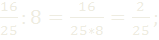 16/25 : 8 = 16/(25*8) = 2/25;